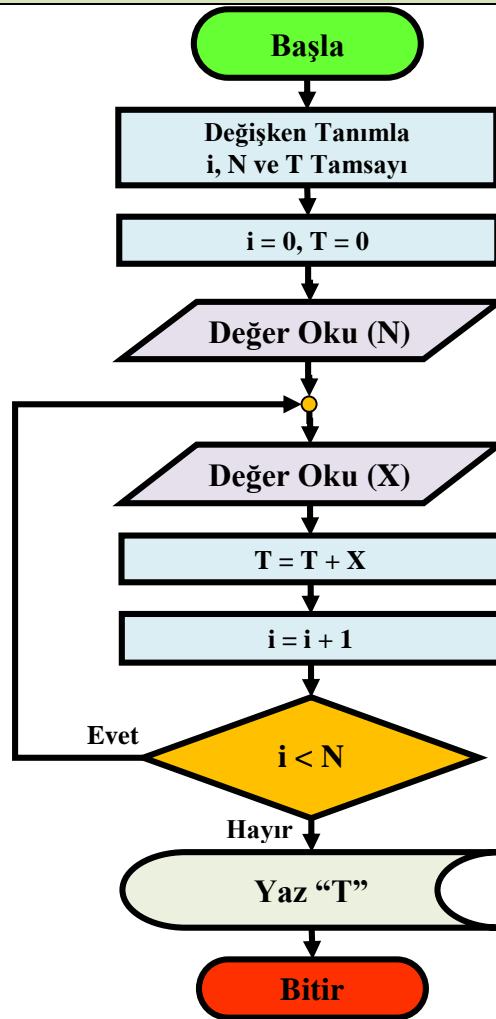 Başla
Değişken Tanımla
i, N ve T Tamsayı
i = 0, T = 0
Değer Oku (N)
Değer Oku (X)
T = T + X
i = i + 1
Evet
i < N
Hayır
Yaz “T”
Bitir